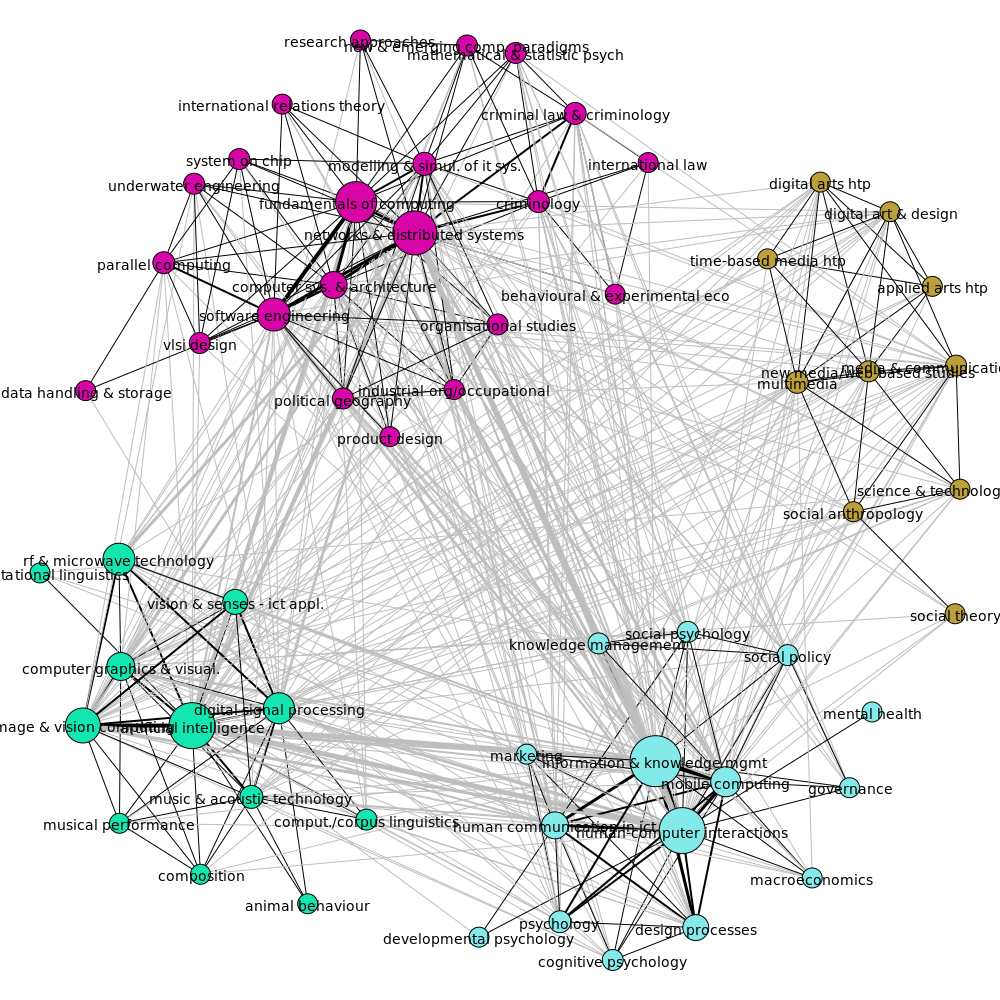 research approaches
new & emerging comp. paradigms
mathematical & statistic psych
international relations theory
criminal law & criminology
system on chip
modelling & simul. of it sys.
international law
underwater engineering
digital arts htp
fundamentals of computing
criminology
digital art & design
networks & distributed systems
parallel computing
time-based media htp
computer sys. & architecture
applied arts htp
behavioural & experimental eco
software engineering
organisational studies
vlsi design
media & communicatio
new media/web-based studies
multimedia
data handling & storage
industrial org/occupational
political geography
product design
science & technolog
social anthropology
rf & microwave technology
tational linguistics
vision & senses - ict appl.
social theory
social psychology
knowledge management
social policy
computer graphics & visual.
digital signal processing
mental health
mage & vision computing
artificial intelligence
marketing
information & knowledge mgmt
mobile computing
governance
music & acoustic technology
musical performance
comput./corpus linguistics
human communication in ict
human-computer interactions
composition
macroeconomics
animal behaviour
psychology
design processes
developmental psychology
cognitive psychology